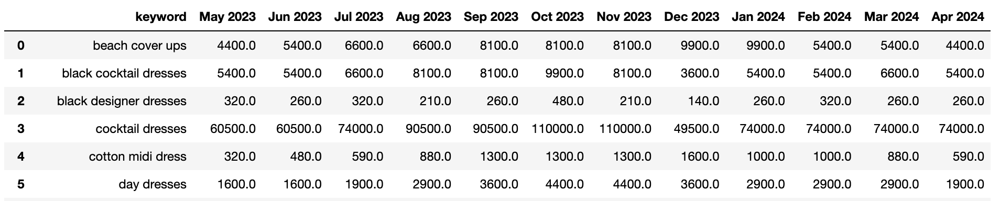 keyword May 2023 Jun 2023 Jul 2023 Aug 2023 Sep 2023 Oct 2023 Nov 2023 Dec 2023 Jan 2024 Feb 2024 Mar 2024 Apr 2024
0 beach cover ups 4400.0 5400.0 6600.0 6600.0 8100.0 8100.0 8100.0 9900.0 9900.0 5400.0 5400.0 4400.0
1 black cocktail dresses 5400.0 5400.0 6600.0 8100.0 8100.0 9900.0 8100.0 3600.0 5400.0 5400.0 6600.0 5400.0
2 black designer dresses 320.0 260.0 320.0 210.0 260.0 480.0 210.0 140.0 260.0 320.0 260.0 260.0
3 cocktail dresses 60500.0 60500.0 74000.0 90500.0 90500.0 110000.0 110000.0 49500.0 74000.0 74000.0 74000.0 74000.0
4 cotton midi dress 320.0 480.0 590.0 880.0 1300.0 1300.0 1300.0 1600.0 1000.0 1000.0 880.0 590.0
5 day dresses 1600.0 1600.0 1900.0 2900.0 3600.0 4400.0 4400.0 3600.0 2900.0 2900.0 2900.0 1900.0